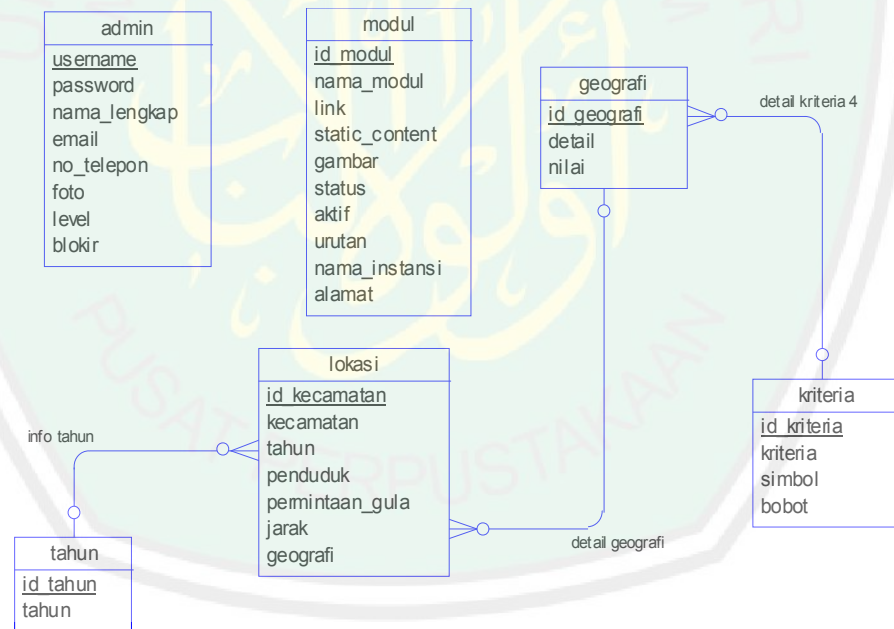 admin
username
password
nama_lengkap
email
no_telepon
foto
level
blokir
modul
id_modul
nama_modul
link
static_content
gambar
status
aktif
urutan
nama_instansi
alamat
geografi
id_geografi
detail
nilai
detail kriteria 4
lokasi
id_kecamatan
kecamatan
tahun
penduduk
permintaan_gula
jarak
geografi
kriteria
id_kriteria
kriteria
simbol
bobot
info tahun
detail geografi
tahun
id_tahun
tahun
PUSAT PERPUSTAKAAN